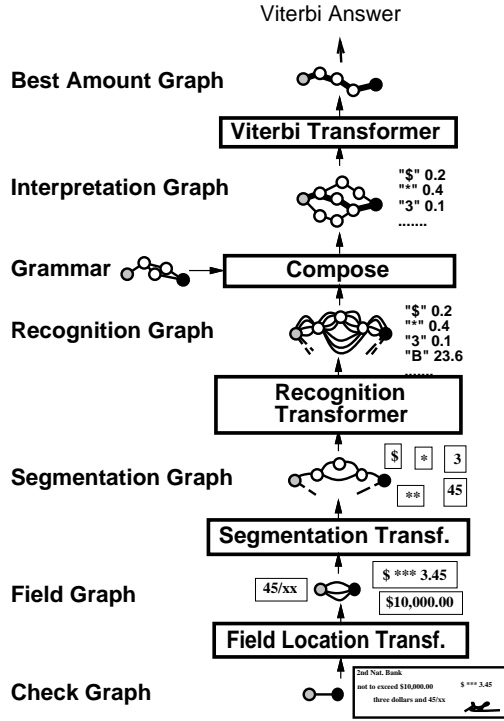 Viterbi Answer
Best Amount Graph
Viterbi Transformer
Interpretation Graph
"$" 0.2
"*" 0.4
"3" 0.1
.......
Grammar
Compose
Recognition Graph
"$" 0.2
"*" 0.4
"3" 0.1
"B" 23.6
.......
Recognition
Transformer
Segmentation Graph
$ * 3
** 45
Segmentation Transf.
Field Graph
45/xx
$ *** 3.45
$10,000.00
Field Location Transf.
Check Graph
2nd Nat. Bank
not to exceed $10,000.00 $ *** 3.45
three dollars and 45/xx